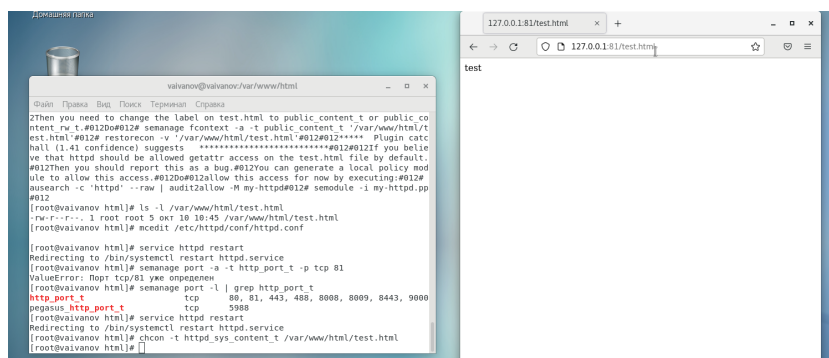 Домашняя папка
vaivanov@vaivanov:/var/www/html
Файл Правка Вид Поиск Терминал Справка
2Then you need to change the label on test.html to public_content_t or public_co
ntent_rw_t.#012Do#012# semanage fcontext -a -t public_content_t '/var/www/html/t
est.html'#012# restorecon -v '/var/www/html/test.html'#012#012***** Plugin catc
hall (1.41 confidence) suggests **************************#012#012If you belie
ve that httpd should be allowed getattr access on the test.html file by default.
#012Then you should report this as a bug.#012You can generate a local policy mod
ule to allow this access.#012Do#012allow this access for now by executing:#012#
ausearch -c 'httpd' --raw | audit2allow -M my-httpd#012# semodule -i my-httpd.pp
#012
[root@vaivanov html]# ls -l /var/www/html/test.html
-rw-r--r--. 1 root root 5 окт 10 10:45 /var/www/html/test.html
[root@vaivanov html]# mcedit /etc/httpd/conf/httpd.conf
[root@vaivanov html]# service httpd restart
Redirecting to /bin/systemctl restart httpd.service
[root@vaivanov html]# semanage port -a -t http_port_t -p tcp 81
ValueError: Порт tcp/81 уже определен
[root@vaivanov html]# semanage port -l | grep http_port_t
http_port_t tcp 80, 81, 443, 488, 8008, 8009, 8443, 9000
pegasus_http_port_t tcp 5988
[root@vaivanov html]# service httpd restart
Redirecting to /bin/systemctl restart httpd.service
[root@vaivanov html]# chcon -t httpd_sys_content_t /var/www/html/test.html
[root@vaivanov html]#
127.0.0.1:81/test.html
127.0.0.1:81/test.html
test